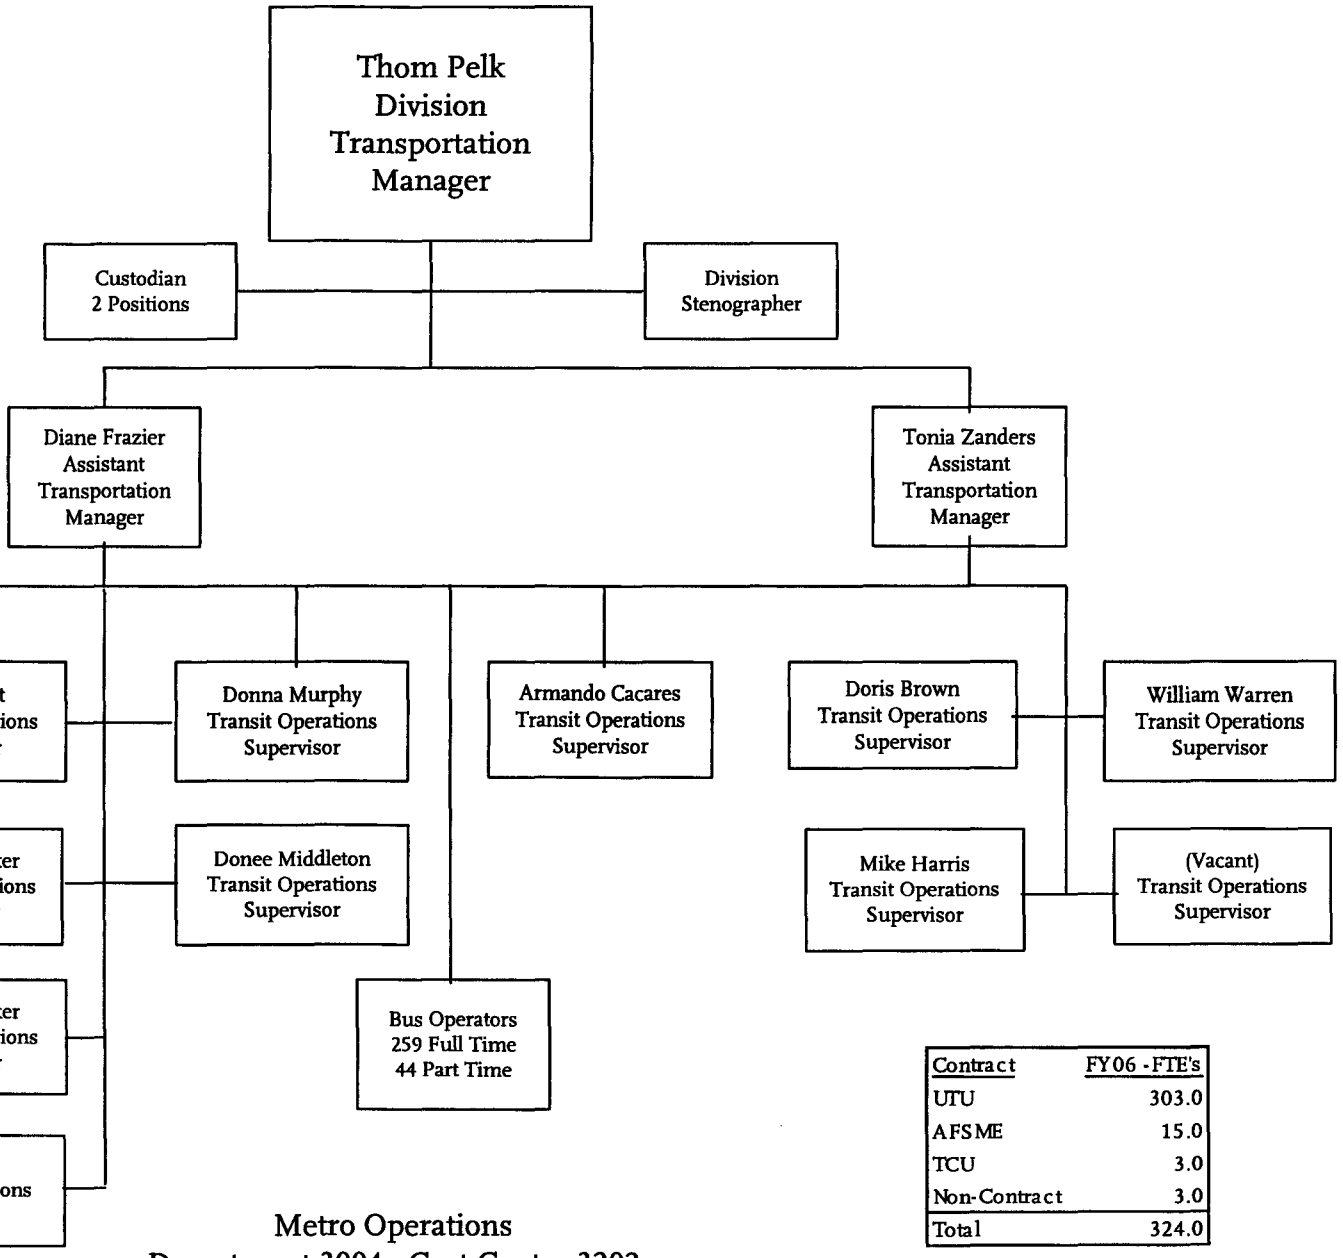 Thom Pelk
Division
Transportation
Manager
Custodian
2 Positions
Division
Stenographer
Diane Frazier
Assistant
Transportation
Manager
Tonia Zanders
Assistant
Transportation
Manager
Donna Murphy
Transit Operations
Supervisor
Armando Cacares
Transit Operations
Supervisor
Doris Brown
Transit Operations
Supervisor
William Warren
Transit Operations
Supervisor
Donee Middleton
Transit Operations
Supervisor
Mike Harris
Transit Operations
Supervisor
(Vacant)
Transit Operations
Supervisor
Bus Operators
259 Full Time
44 Part Time
Contract FY06 -FTE's
UTU 303.0
AFSME 15.0
TCU 3.0
Non-Contract 3.0
Total 324.0
Metro Operations